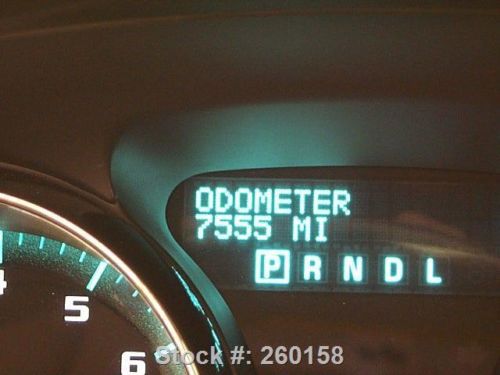 ODOMETER
7555 MI
P R N D L
4
5
6
Stock #: 260158